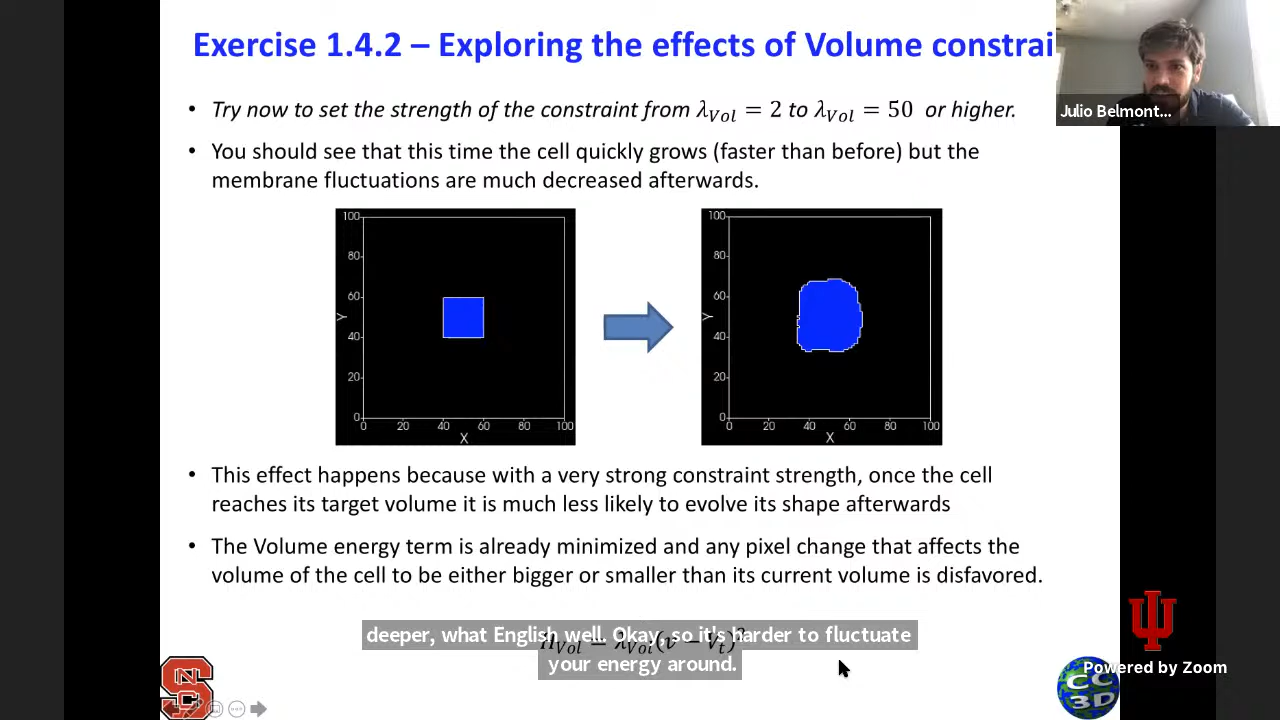 Exercise 1.4.2 – Exploring the effects of Volume constrai
Julio Belmont...
• Try now to set the strength of the constraint from λVol = 2 to λVol = 50 or higher.
• You should see that this time the cell quickly grows (faster than before) but the
membrane fluctuations are much decreased afterwards.
100
80
60
40
20
0
Y
0 20 40 60 80 100
X
100
80
60
40
20
0
Y
0 20 40 60 80 100
X
• This effect happens because with a very strong constraint strength, once the cell
reaches its target volume it is much less likely to evolve its shape afterwards
• The Volume energy term is already minimized and any pixel change that affects the
volume of the cell to be either bigger or smaller than its current volume is disfavored.
HVol = λVol(v − Vt)²
deeper, what English well. Okay, so it's harder to fluctuate
your energy around.
Powered by Zoom
S
CC
3D